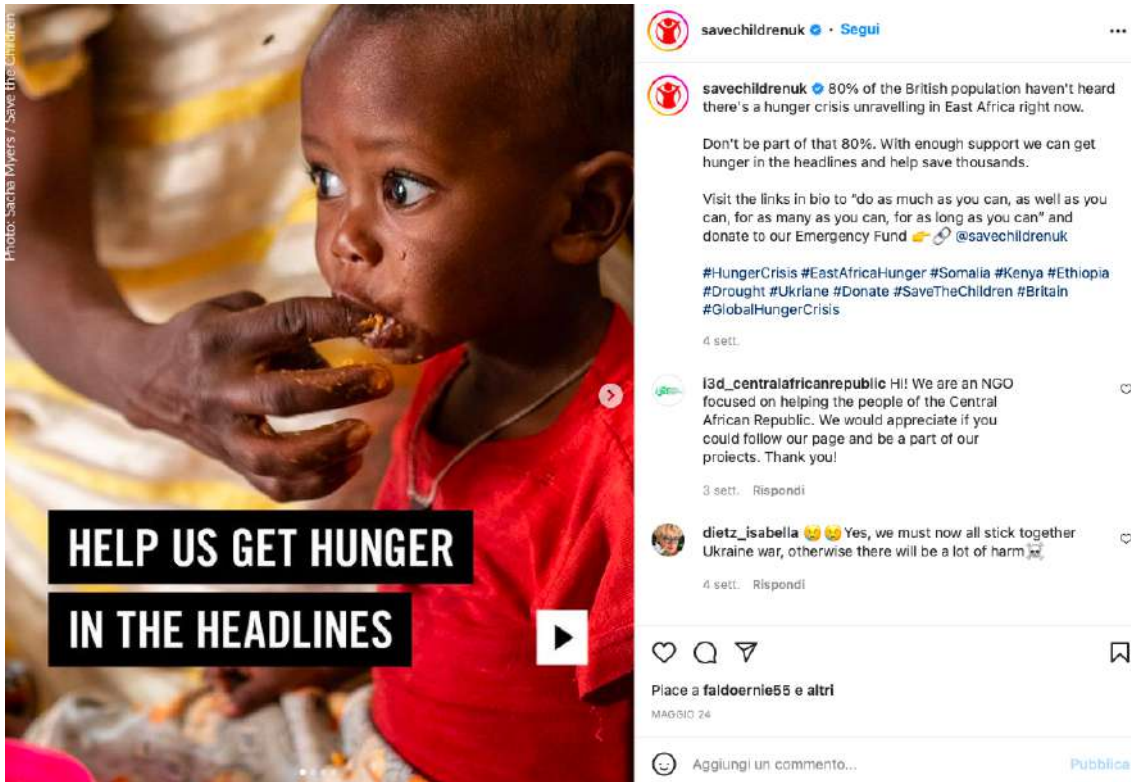 Photo: Sacha Myers / Save the Children
HELP US GET HUNGER
IN THE HEADLINES
savechildrenuk • Segui
savechildrenuk 80% of the British population haven't heard
there's a hunger crisis unravelling in East Africa right now.
Don't be part of that 80%. With enough support we can get
hunger in the headlines and help save thousands.
Visit the links in bio to "do as much as you can, as well as you
can, for as many as you can, for as long as you can" and
donate to our Emergency Fund 👉 🔗 @savechildrenuk
#HungerCrisis #EastAfricaHunger #Somalia #Kenya #Ethiopia
#Drought #Ukriane #Donate #SaveTheChildren #Britain
#GlobalHungerCrisis
4 sett.
i3d_centralafricanrepublic Hi! We are an NGO
focused on helping the people of the Central
African Republic. We would appreciate if you
could follow our page and be a part of our
projects. Thank you!
3 sett. Rispondi
dietz_isabella 😢😢 Yes, we must now all stick together
Ukraine war, otherwise there will be a lot of harm☠️
4 sett. Rispondi
Piace a faldoernie55 e altri
MAGGIO 24
Aggiungi un commento...
Pubblica